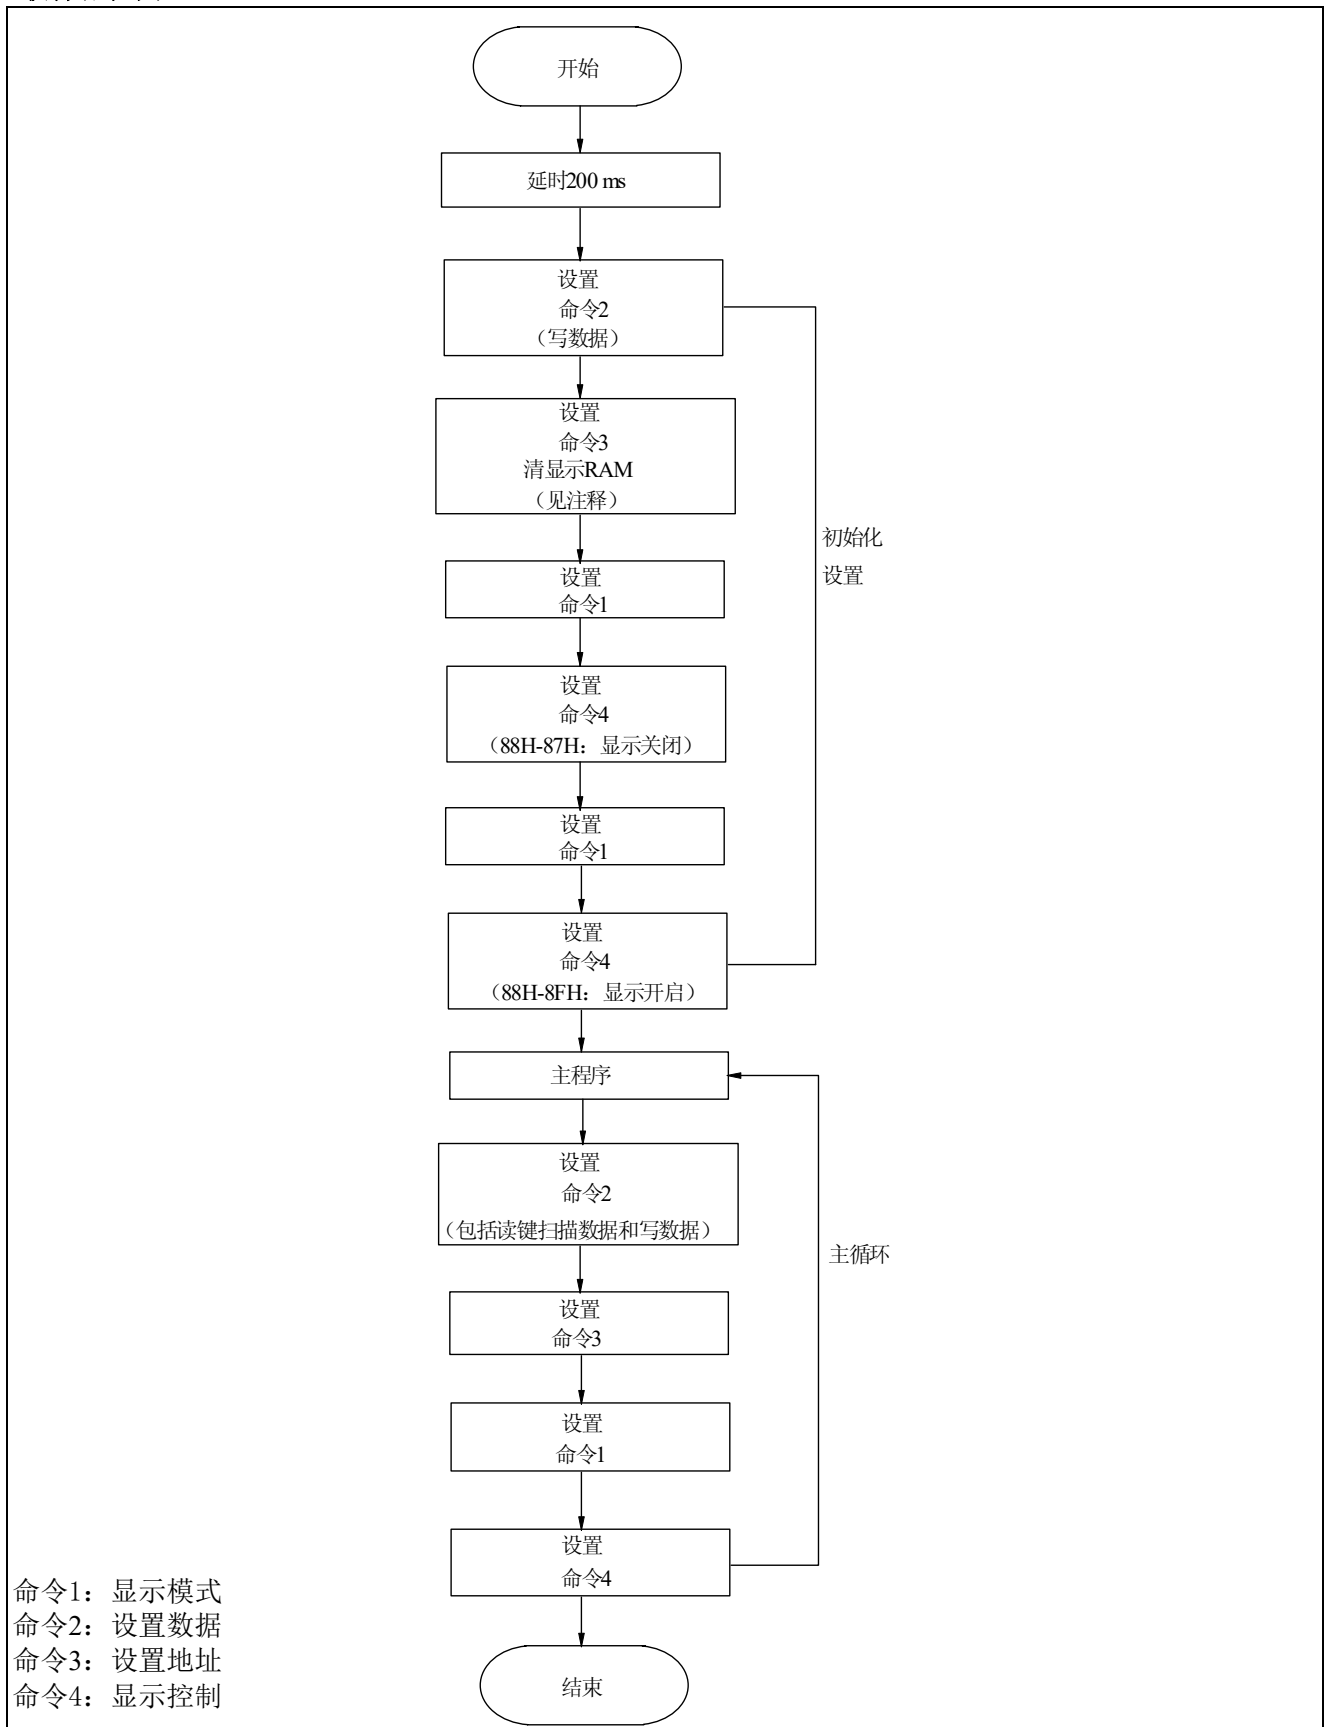 开始
延时200 ms
设置
命令2
（写数据）
设置
命令3
清显示RAM
（见注释）
初始化
设置
设置
命令1
设置
命令4
（88H-87H：显示关闭）
设置
命令1
设置
命令4
（88H-8FH：显示开启）
主程序
设置
命令2
（包括读键扫描数据和写数据）
主循环
设置
命令3
设置
命令1
设置
命令4
结束
命令1：显示模式
命令2：设置数据
命令3：设置地址
命令4：显示控制